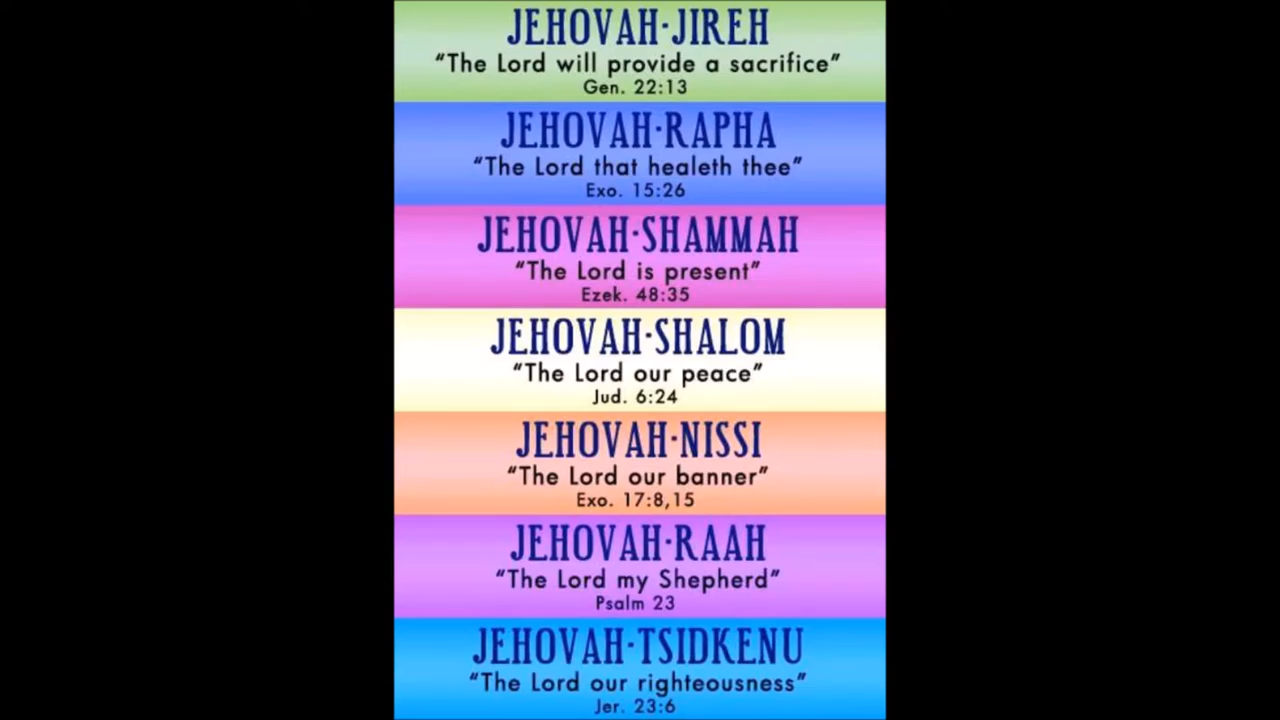 JEHOVAH·JIREH
“The Lord will provide a sacrifice”
Gen. 22:13
JEHOVAH·RAPHA
“The Lord that healeth thee”
Exo. 15:26
JEHOVAH·SHAMMAH
“The Lord is present”
Ezek. 48:35
JEHOVAH·SHALOM
“The Lord our peace”
Jud. 6:24
JEHOVAH·NISSI
“The Lord our banner”
Exo. 17:8,15
JEHOVAH·RAAH
“The Lord my Shepherd”
Psalm 23
JEHOVAH·TSIDKENU
“The Lord our righteousness”
Jer. 23:6